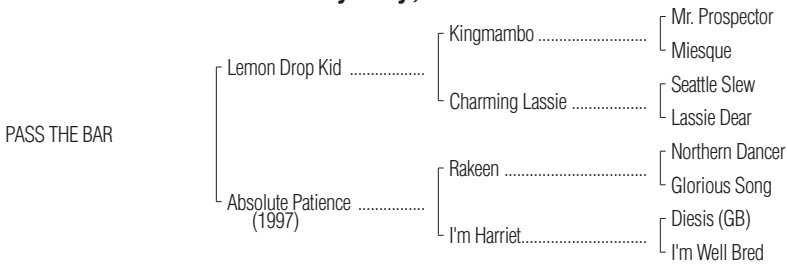 Mr. Prospector
Kingmambo ..........................
Miesque
Lemon Drop Kid ..................
Seattle Slew
Charming Lassie ..................
Lassie Dear
PASS THE BAR
Northern Dancer
Rakeen ..................................
Glorious Song
Absolute Patience ................
(1997)
Diesis (GB)
I'm Harriet..............................
I'm Well Bred